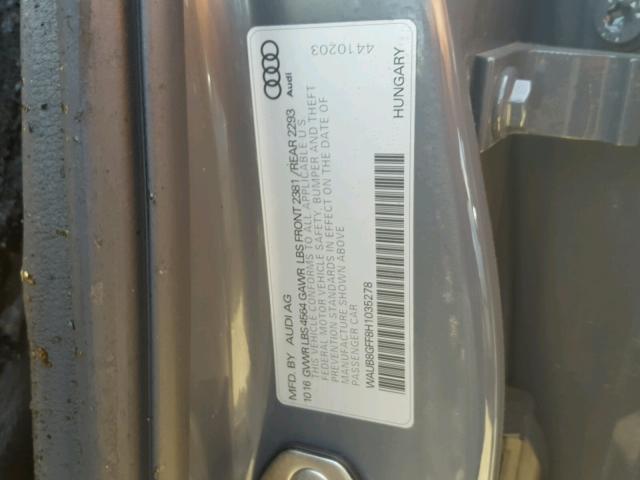 MFD. BY AUDI AG
10 16 GVWR LBS 4564 GAWR LBS FRONT 2381 / REAR 2293
THIS VEHICLE CONFORMS TO ALL APPLICABLE U S
FEDERAL MOTOR VEHICLE SAFETY, BUMPER AND THEFT
PREVENTION STANDARDS IN EFFECT ON THE DATE OF
MANUFACTURE SHOWN ABOVE
PASSENGER CAR
WAUB8GFF8H1035278
HUNGARY
Audi
4410203